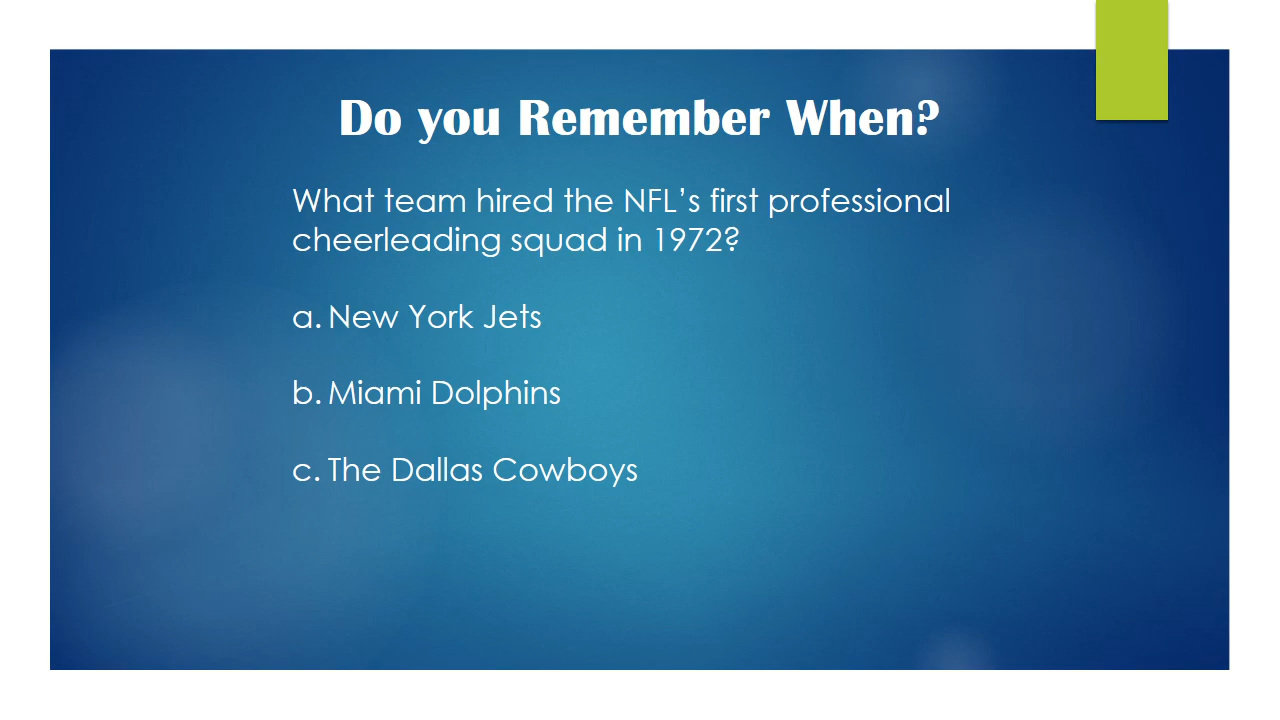 Do you Remember When?
What team hired the NFL’s first professional
cheerleading squad in 1972?
a. New York Jets
b. Miami Dolphins
c. The Dallas Cowboys